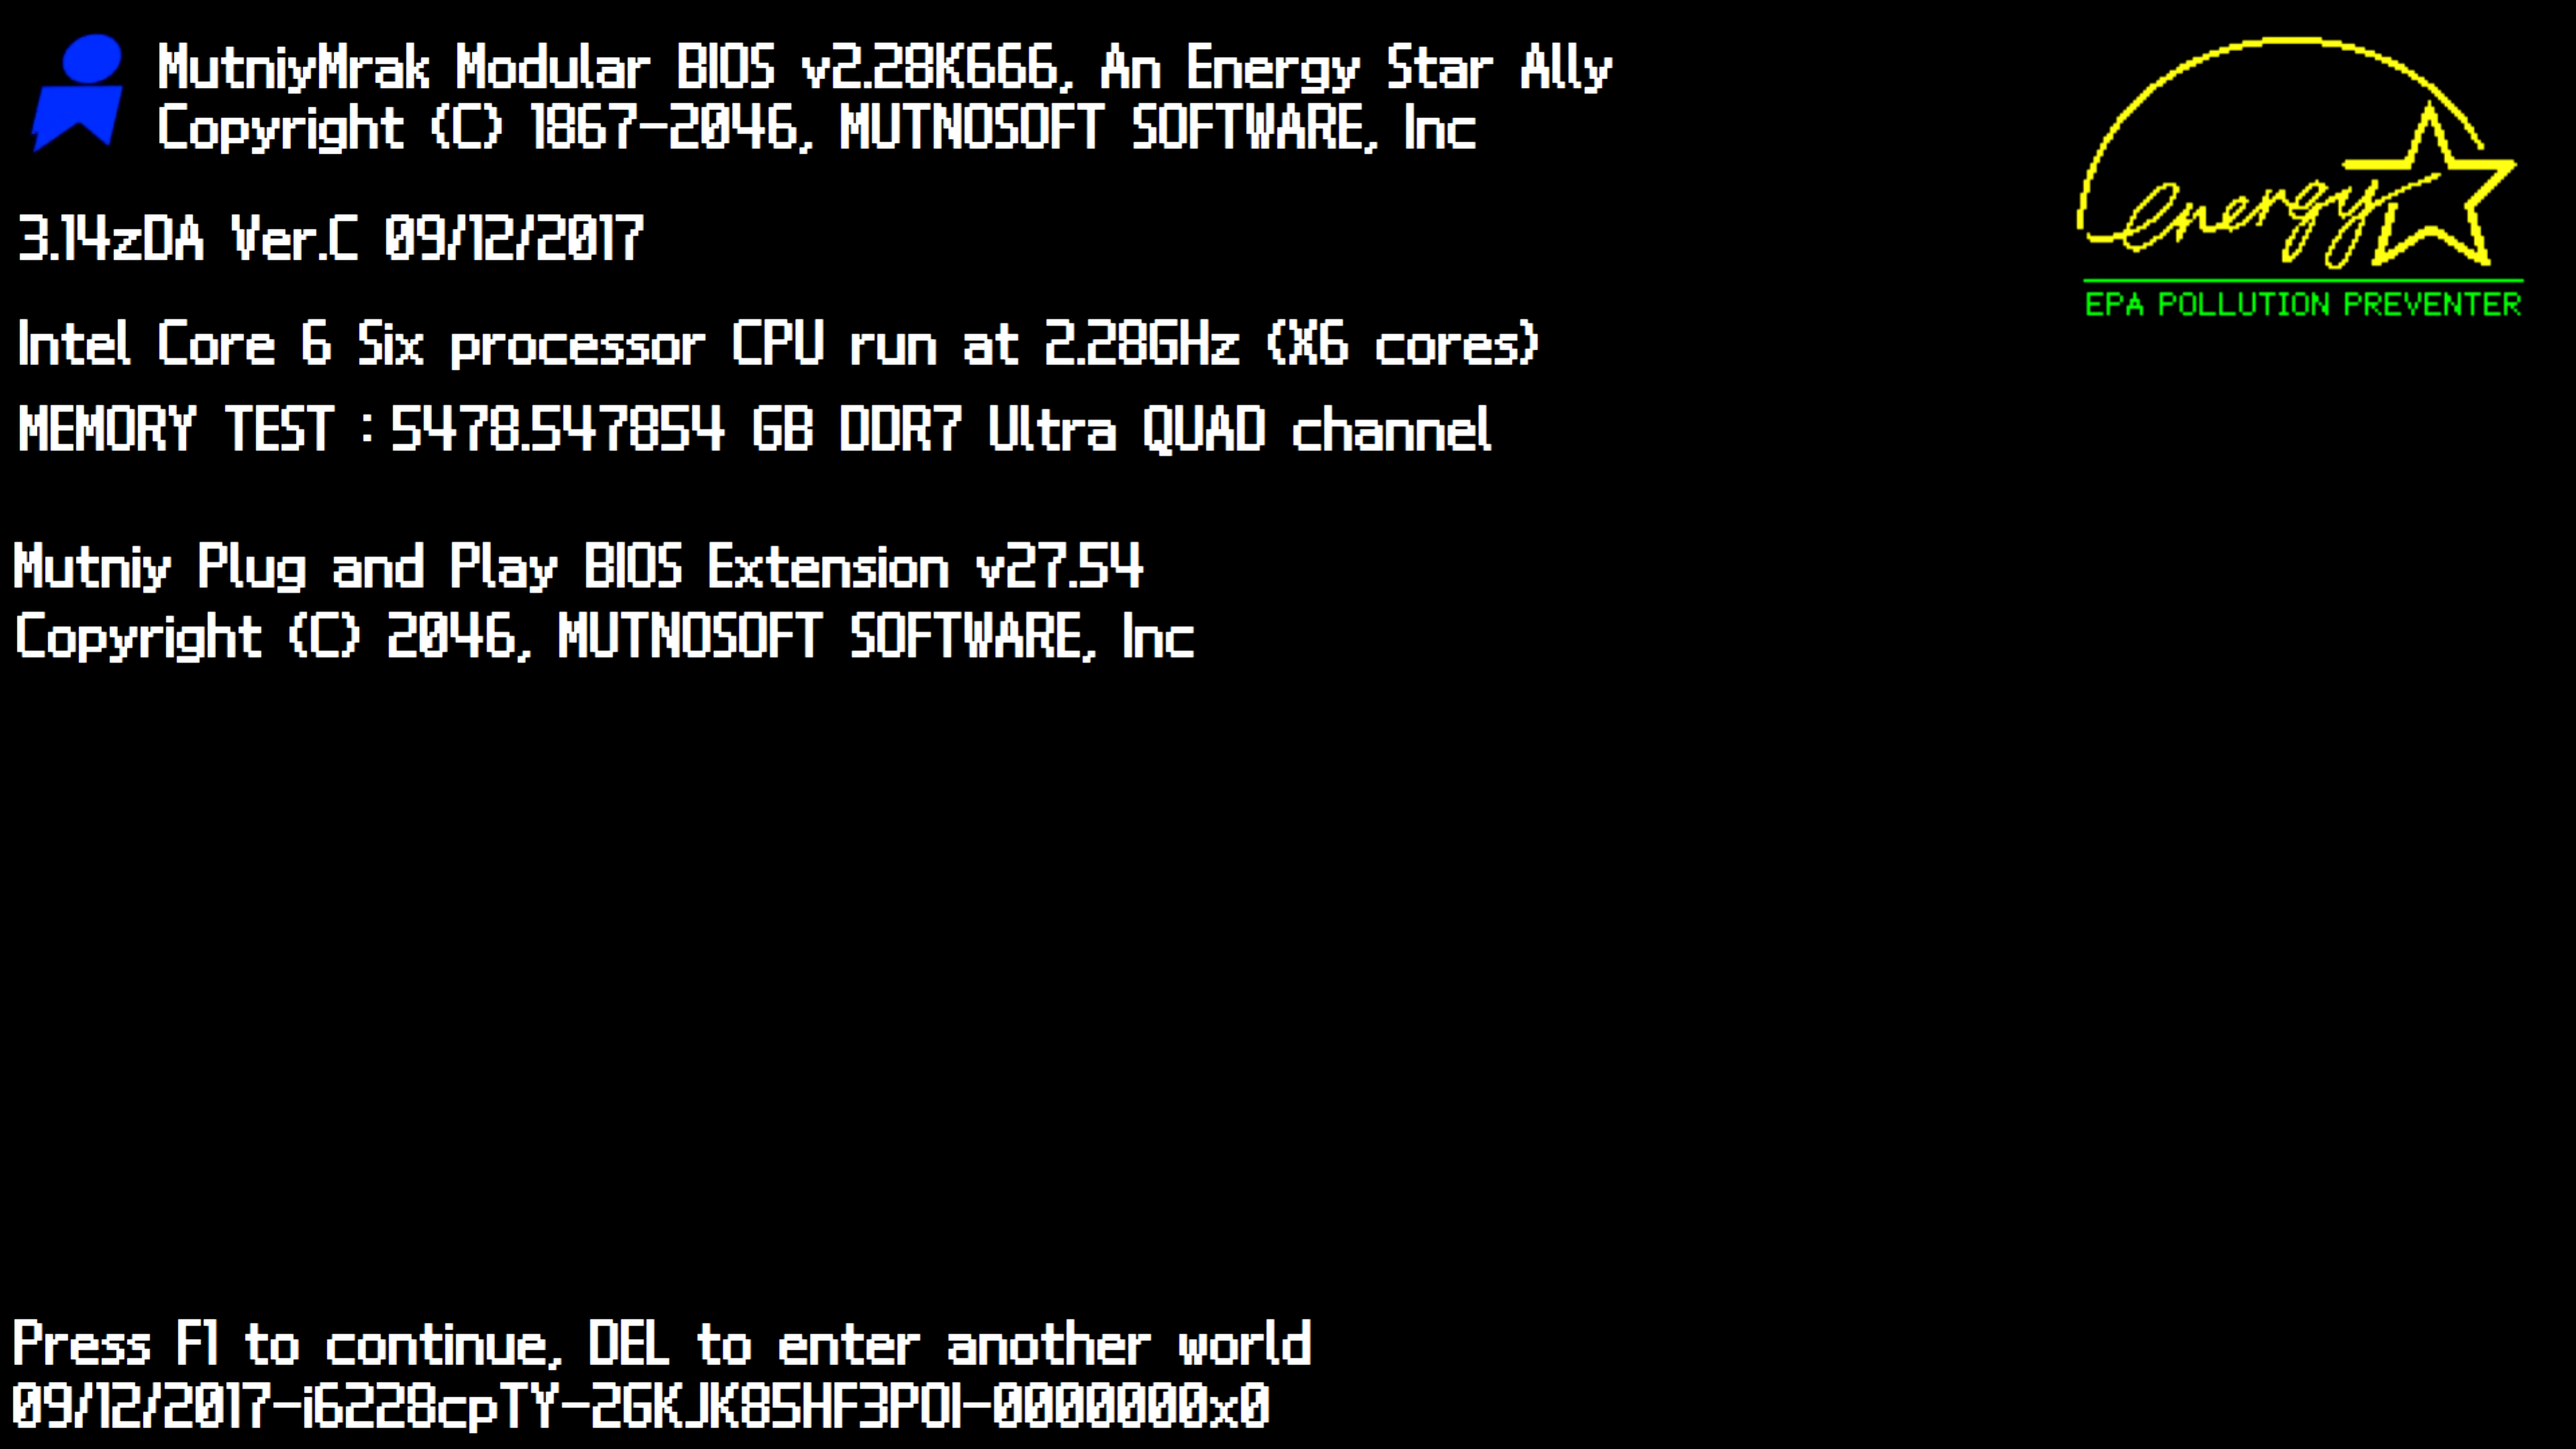 MutniyMrak Modular BIOS v2.28K666, An Energy Star Ally
Copyright (C) 1867-2046, MUTNOSOFT SOFTWARE, Inc
energy
EPA POLLUTION PREVENTER
3.14zDA Ver.C 09/12/2017
Intel Core 6 Six processor CPU run at 2.28GHz (X6 cores)
MEMORY TEST : 5478.547854 GB DDR7 Ultra QUAD channel
Mutniy Plug and Play BIOS Extension v27.54
Copyright (C) 2046, MUTNOSOFT SOFTWARE, Inc
Press F1 to continue, DEL to enter another world
09/12/2017-i6228cpTY-2GKJK85HF3POI-0000000x0